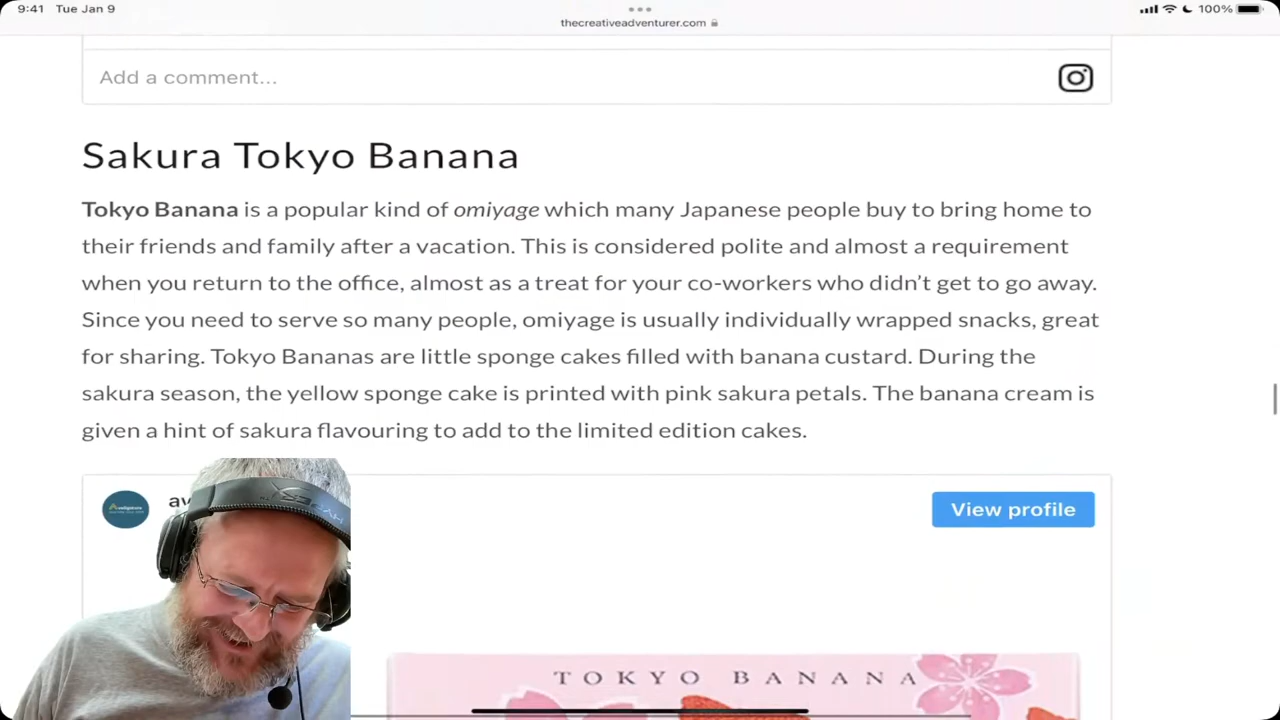 9:41 Tue Jan 9
100%
thecreativeadventurer.com
Add a comment...
Sakura Tokyo Banana
Tokyo Banana is a popular kind of omiyage which many Japanese people buy to bring home to
their friends and family after a vacation. This is considered polite and almost a requirement
when you return to the office, almost as a treat for your co-workers who didn’t get to go away.
Since you need to serve so many people, omiyage is usually individually wrapped snacks, great
for sharing. Tokyo Bananas are little sponge cakes filled with banana custard. During the
sakura season, the yellow sponge cake is printed with pink sakura petals. The banana cream is
given a hint of sakura flavouring to add to the limited edition cakes.
View profile
TOKYO BANANA